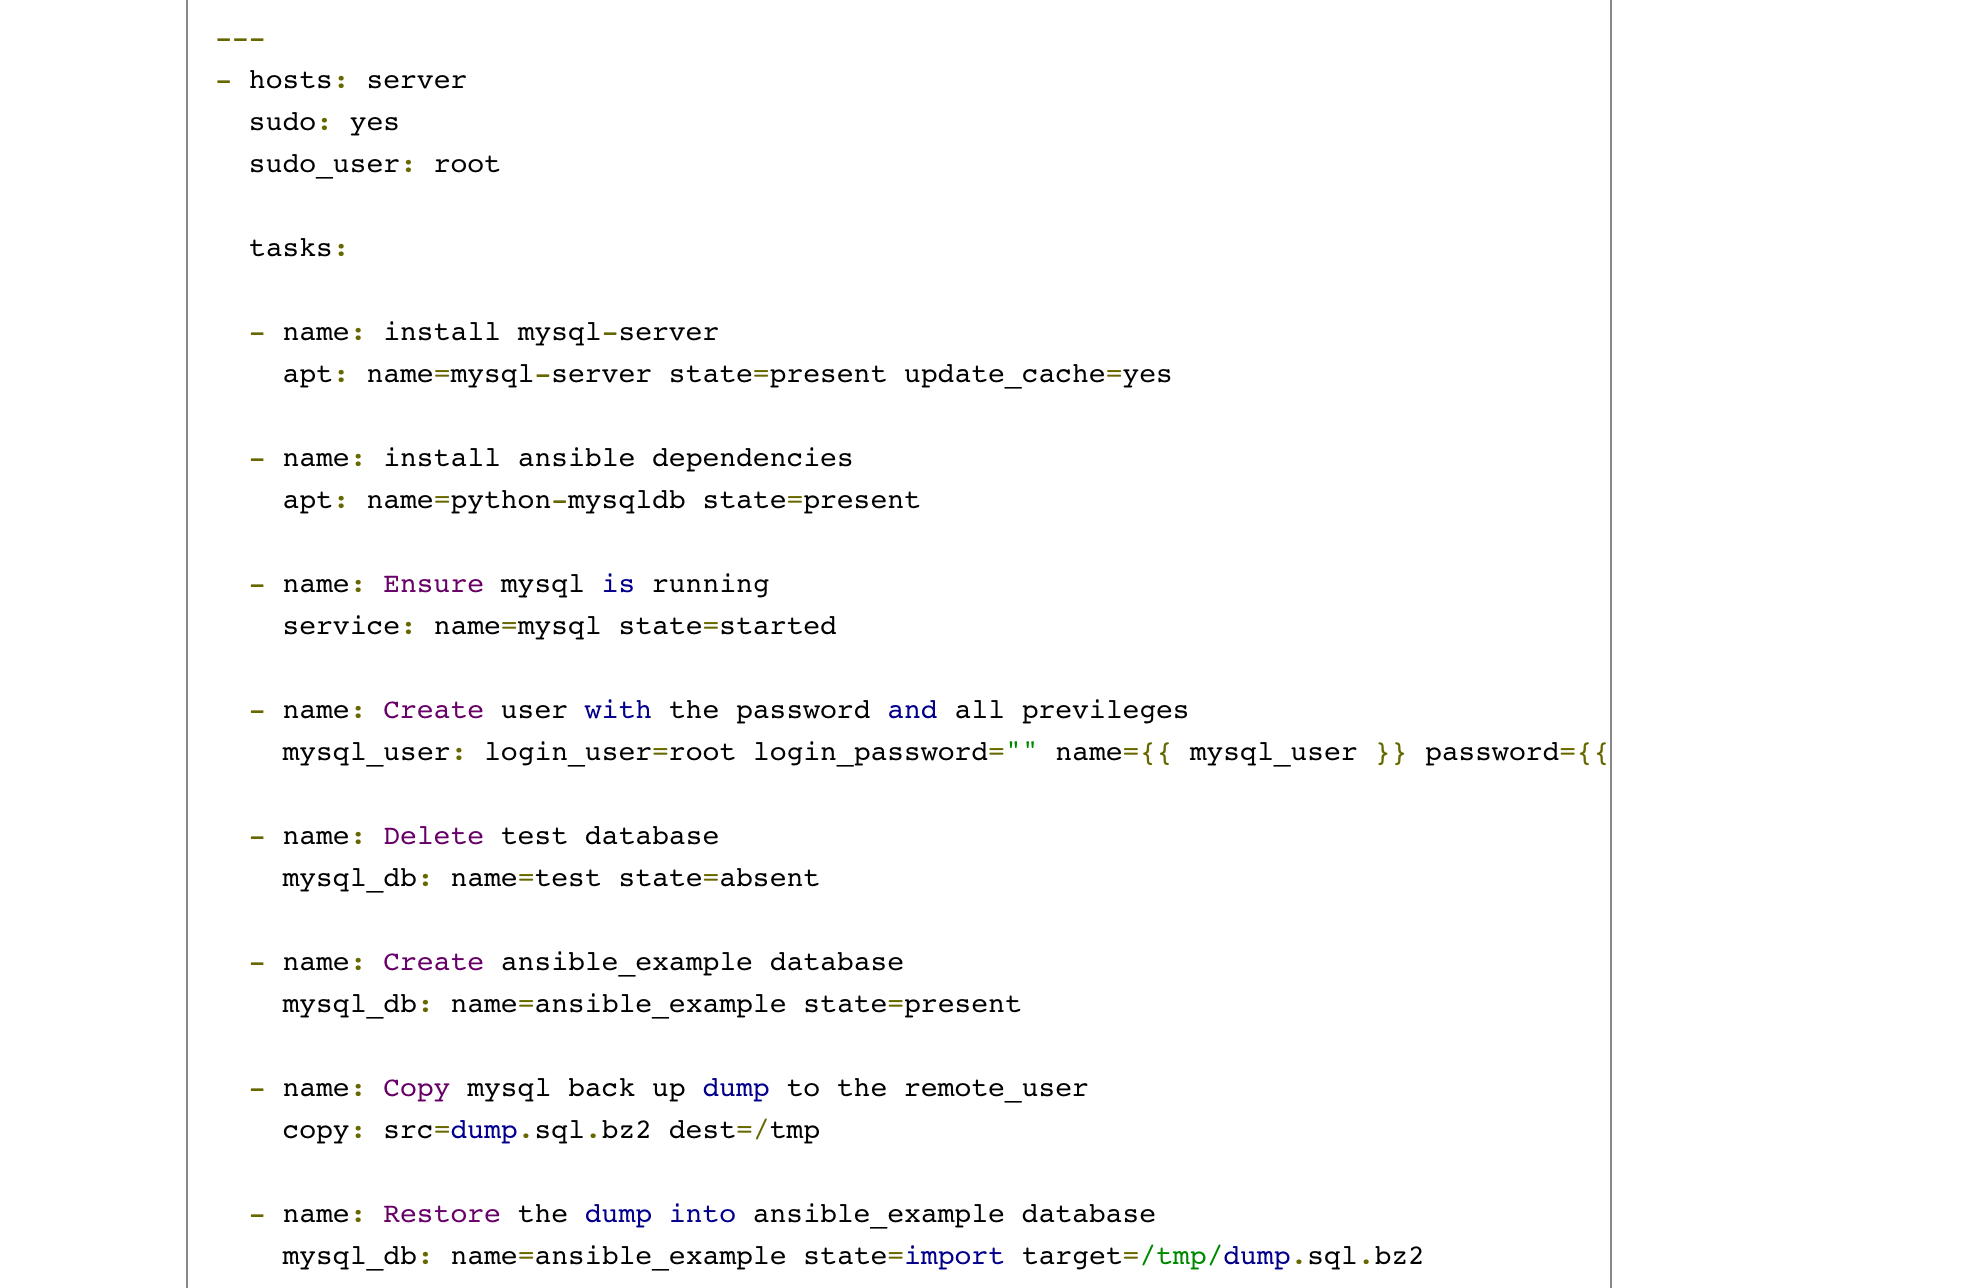 ---
- hosts: server
  sudo: yes
  sudo_user: root
  tasks:
  - name: install mysql-server
    apt: name=mysql-server state=present update_cache=yes
  - name: install ansible dependencies
    apt: name=python-mysqldb state=present
  - name: Ensure mysql is running
    service: name=mysql state=started
  - name: Create user with the password and all previleges
    mysql_user: login_user=root login_password="" name={{ mysql_user }} password={{
  - name: Delete test database
    mysql_db: name=test state=absent
  - name: Create ansible_example database
    mysql_db: name=ansible_example state=present
  - name: Copy mysql back up dump to the remote_user
    copy: src=dump.sql.bz2 dest=/tmp
  - name: Restore the dump into ansible_example database
    mysql_db: name=ansible_example state=import target=/tmp/dump.sql.bz2